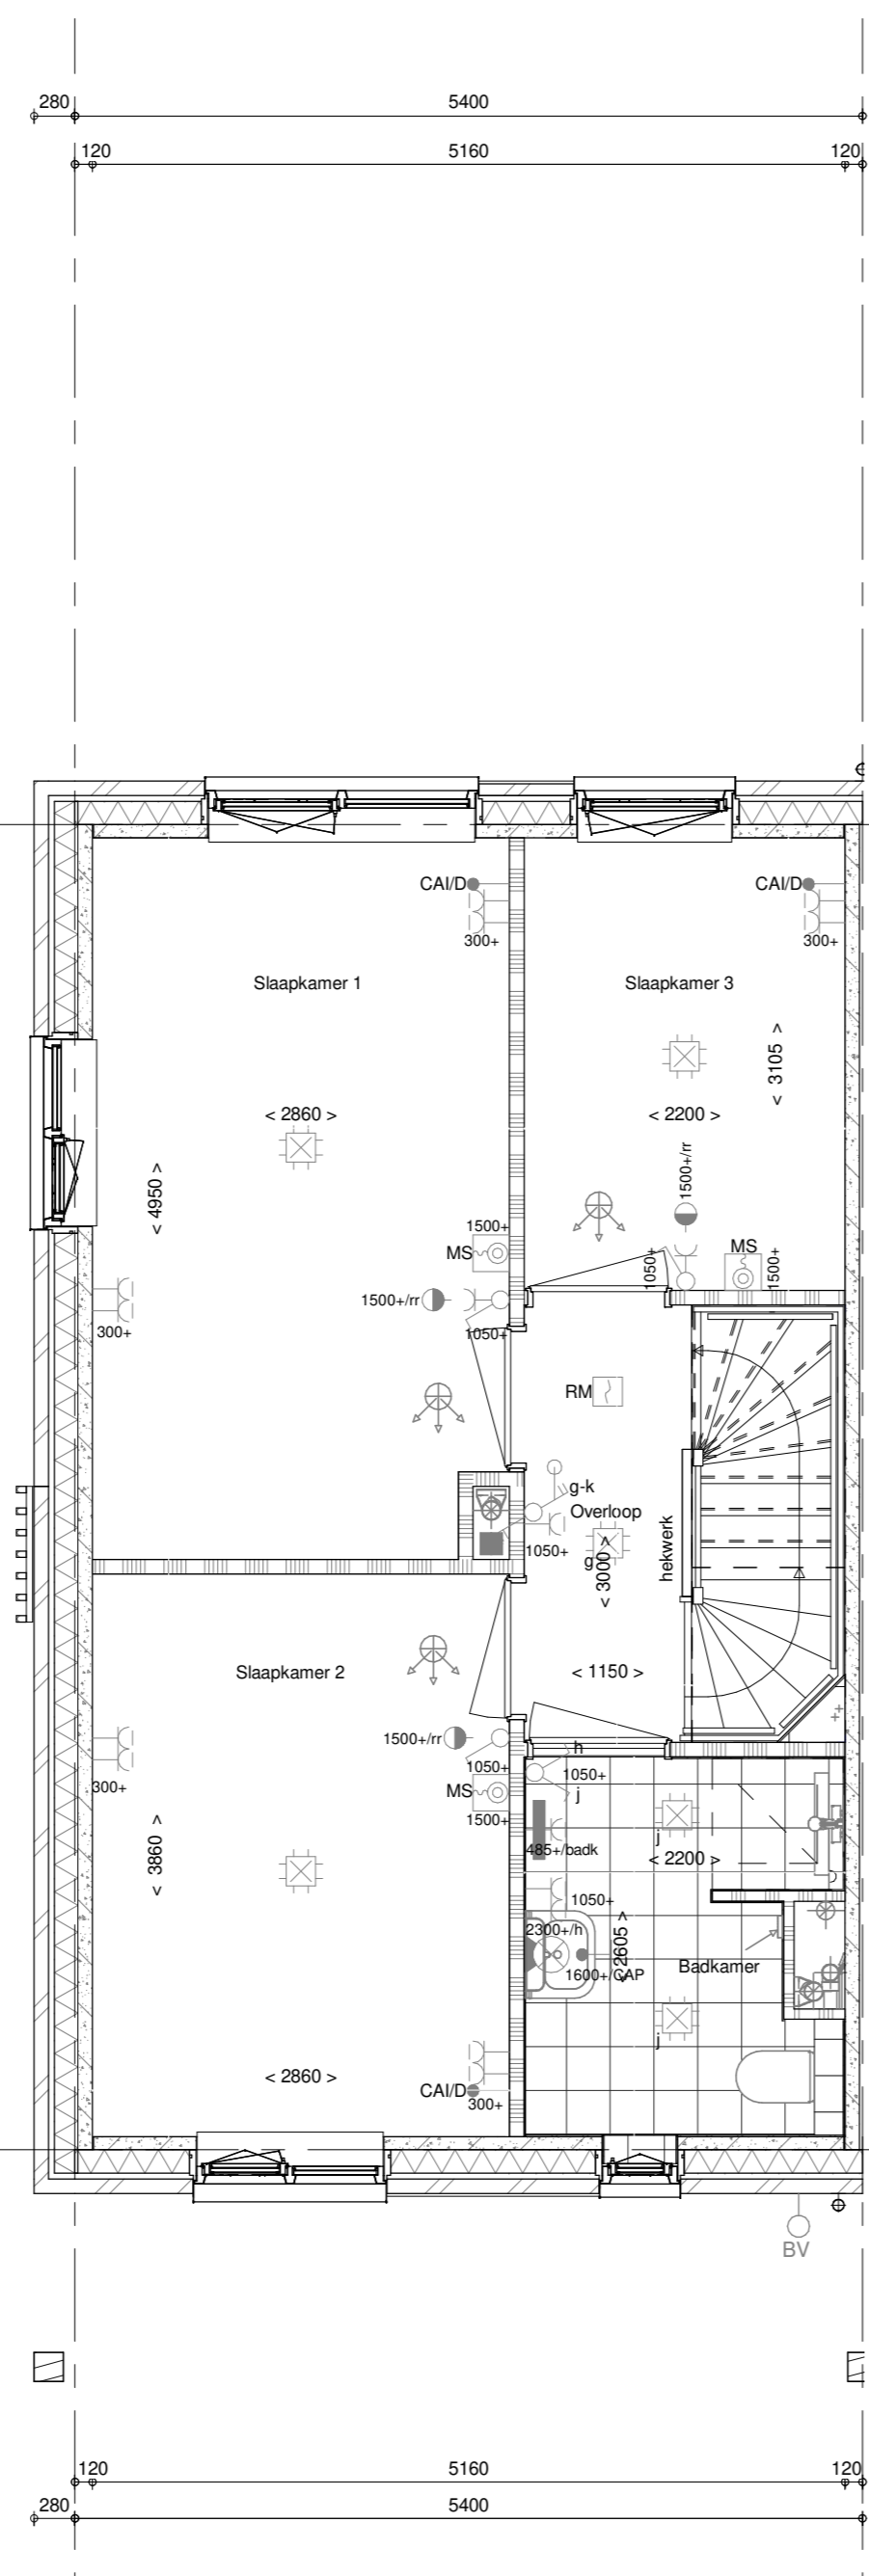 280 5400
120 5160 120
CAI/D CAI/D
300+ 300+
Slaapkamer 1 Slaapkamer 3
< 3105 >
< 2860 > < 2200 >
< 4950 >
1500+/rr
1500+
MS MS
1050+ 1500+
1500+/rr
300+ 1050+
RM
g-k
Overloop
1050+
g
< 3000 >
hekwerk
Slaapkamer 2 < 1150 >
1500+/rr
h
1050+ 1050+
300+
MS j
1500+
j
485+/badk
< 3860 >
< 2200 >
1050+
2300+/h
< 2605 >
1600+/CAP
Badkamer
j
< 2860 >
CAI/D
300+
BV
120 5160 120
280 5400